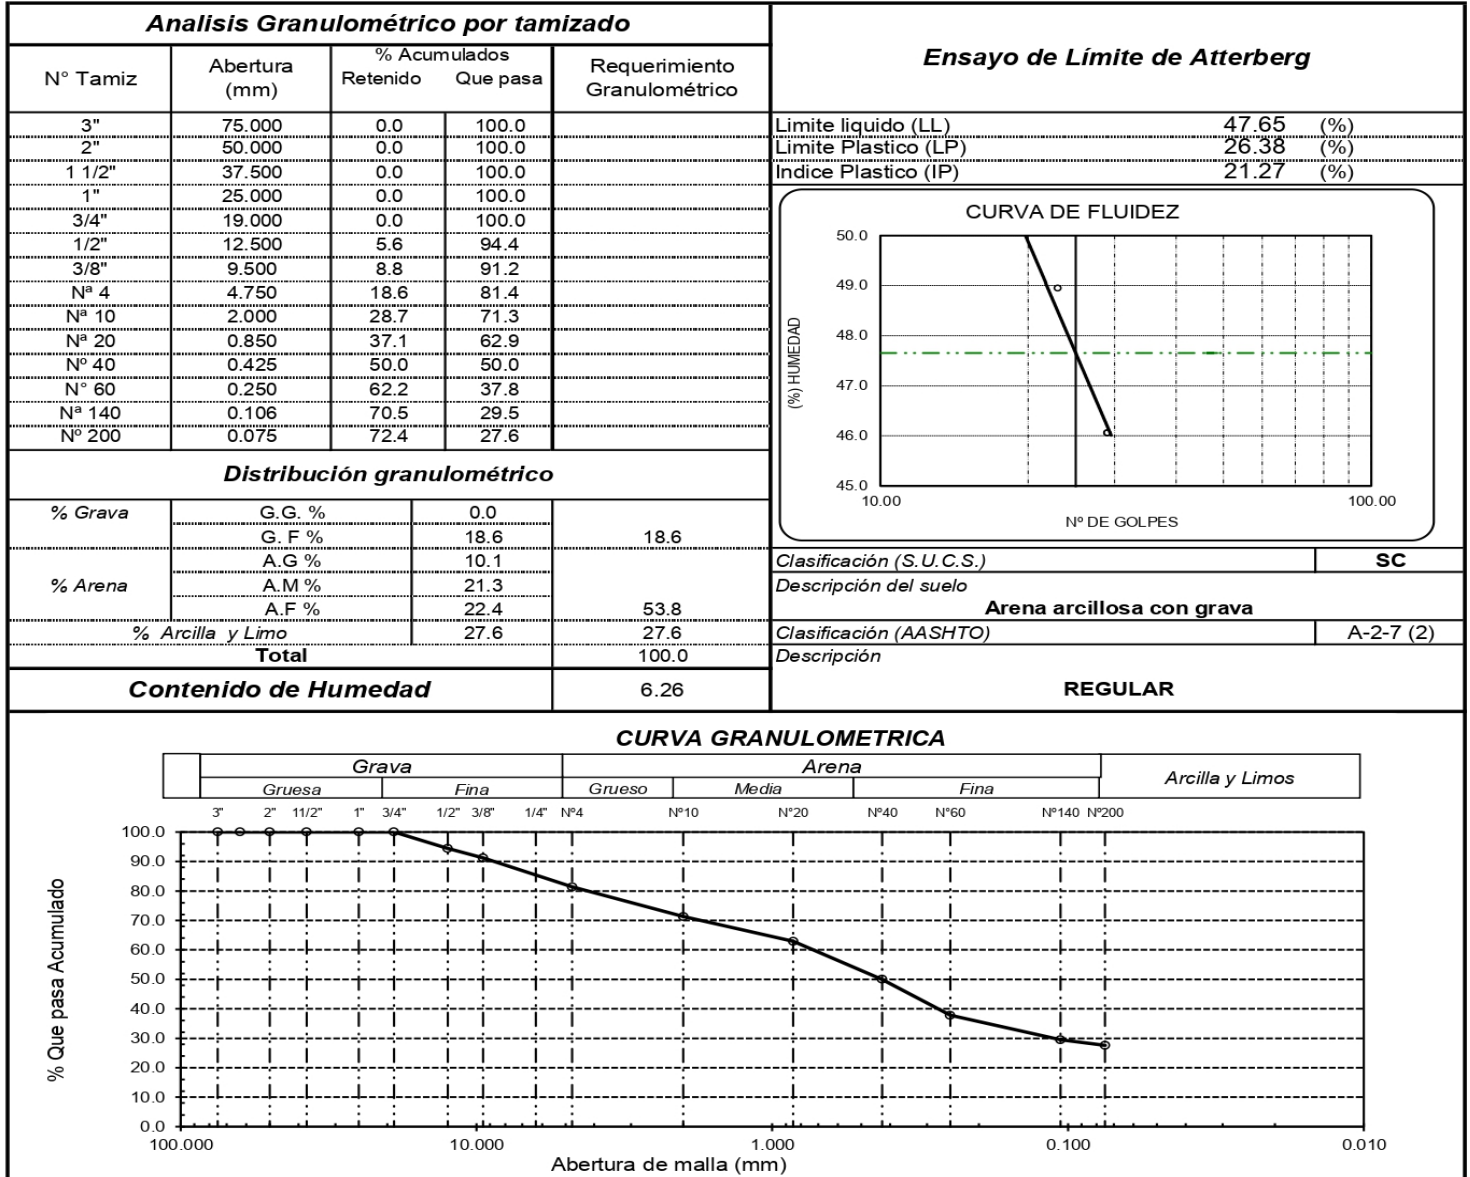 Analisis Granulométrico por tamizado
N° Tamiz Abertura (mm) % Acumulados Retenido Que pasa Requerimiento Granulométrico
3" 75.000 0.0 100.0
2" 50.000 0.0 100.0
1 1/2" 37.500 0.0 100.0
1" 25.000 0.0 100.0
3/4" 19.000 0.0 100.0
1/2" 12.500 5.6 94.4
3/8" 9.500 8.8 91.2
Nª 4 4.750 18.6 81.4
Nª 10 2.000 28.7 71.3
Nª 20 0.850 37.1 62.9
Nº 40 0.425 50.0 50.0
N° 60 0.250 62.2 37.8
Nª 140 0.106 70.5 29.5
Nº 200 0.075 72.4 27.6
Distribución granulométrico
% Grava G.G. % 0.0
G. F % 18.6 18.6
A.G % 10.1
% Arena A.M % 21.3
A.F % 22.4 53.8
% Arcilla y Limo 27.6 27.6
Total 100.0
Contenido de Humedad 6.26
Ensayo de Límite de Atterberg
Limite liquido (LL) 47.65 (%)
Limite Plastico (LP) 26.38 (%)
Indice Plastico (IP) 21.27 (%)
CURVA DE FLUIDEZ
50.0
49.0
48.0
47.0
46.0
45.0
(%) HUMEDAD
10.00 100.00
Nº DE GOLPES
Clasificación (S.U.C.S.) SC
Descripción del suelo
Arena arcillosa con grava
Clasificación (AASHTO) A-2-7 (2)
Descripción
REGULAR
CURVA GRANULOMETRICA
Grava Arena Arcilla y Limos
Gruesa Fina Grueso Media Fina
3" 2" 11/2" 1" 3/4" 1/2" 3/8" 1/4" Nº4 Nº10 N°20 Nº40 N°60 Nº140 Nº200
100.0
90.0
80.0
70.0
60.0
50.0
40.0
30.0
20.0
10.0
0.0
% Que pasa Acumulado
100.000 10.000 1.000 0.100 0.010
Abertura de malla (mm)